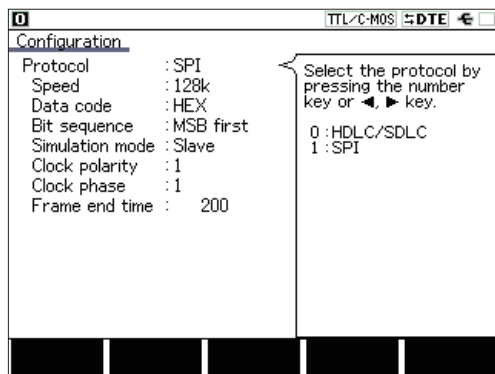 0 TTL/C-MOS ⇆DTE
Configuration
Protocol :SPI
Speed :128k
Data code :HEX
Bit sequence :MSB first
Simulation mode :Slave
Clock polarity :1
Clock phase :1
Frame end time : 200
Select the protocol by
pressing the number
key or ◄, ► key.
0 :HDLC/SDLC
1 :SPI